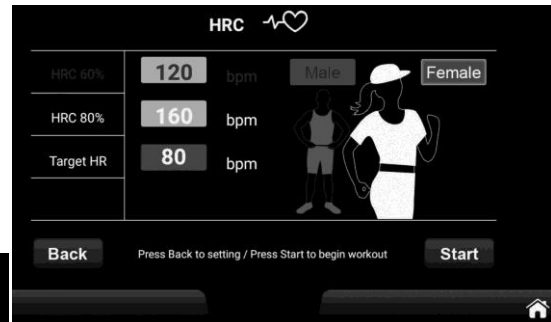 HRC
HRC 60% 120 bpm Male Female
HRC 80% 160 bpm
Target HR 80 bpm
Back Press Back to setting / Press Start to begin workout Start